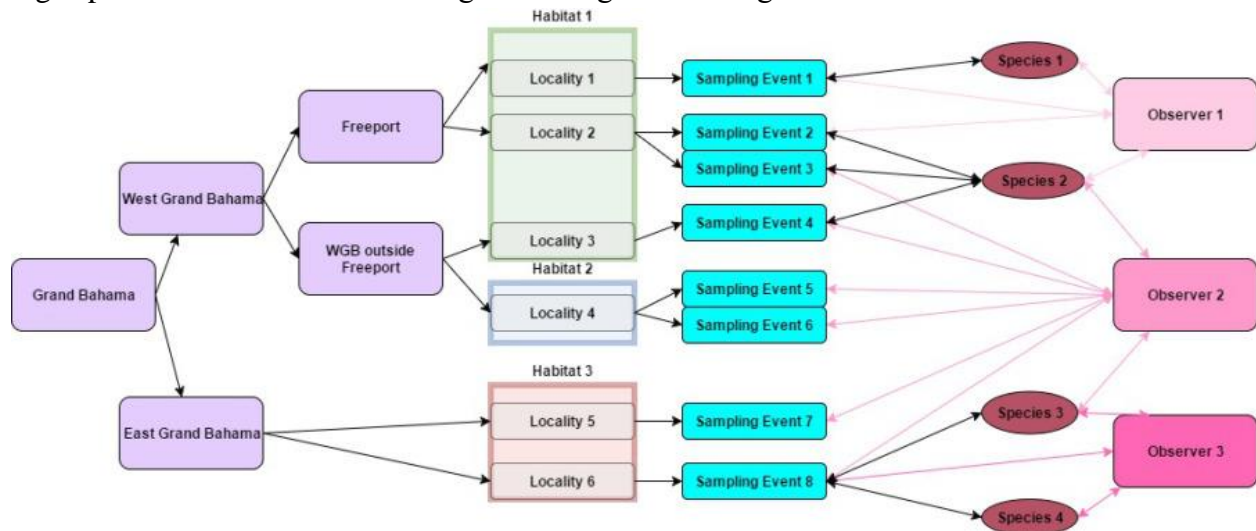 Habitat 1
Locality 1
Sampling Event 1
Species 1
Observer 1
Freeport
Locality 2
Sampling Event 2
Sampling Event 3
Species 2
West Grand Bahama
WGB outside
Freeport
Locality 3
Sampling Event 4
Habitat 2
Grand Bahama
Locality 4
Sampling Event 5
Sampling Event 6
Observer 2
Habitat 3
East Grand Bahama
Locality 5
Sampling Event 7
Species 3
Observer 3
Locality 6
Sampling Event 8
Species 4